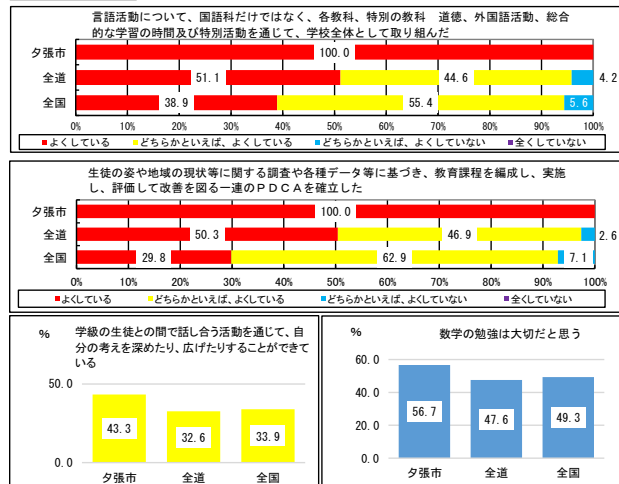 言語活動について、国語科だけではなく、各教科、特別の教科　道徳、外国語活動、総合
的な学習の時間及び特別活動を通じて、学校全体として取り組んだ
夕張市 100.0
全道 51.1 44.6 4.2
全国 38.9 55.4 5.6
0% 10% 20% 30% 40% 50% 60% 70% 80% 90% 100%
■よくしている ■どちらかといえば、よくしている ■どちらかといえば、よくしていない ■全くしていない
生徒の姿や地域の現状等に関する調査や各種データ等に基づき、教育課程を編成し、実施
し、評価して改善を図る一連のＰＤＣＡを確立した
夕張市 100.0
全道 50.3 46.9 2.6
全国 29.8 62.9 7.1
0% 10% 20% 30% 40% 50% 60% 70% 80% 90% 100%
■よくしている ■どちらかといえば、よくしている ■どちらかといえば、よくしていない ■全くしていない
% 学級の生徒との間で話し合う活動を通じて、自
分の考えを深めたり、広げたりすることができて
いる
50.0
43.3 32.6 33.9
0.0
夕張市 全道 全国
% 数学の勉強は大切だと思う
60.0
40.0
20.0
0.0
56.7 47.6 49.3
夕張市 全道 全国